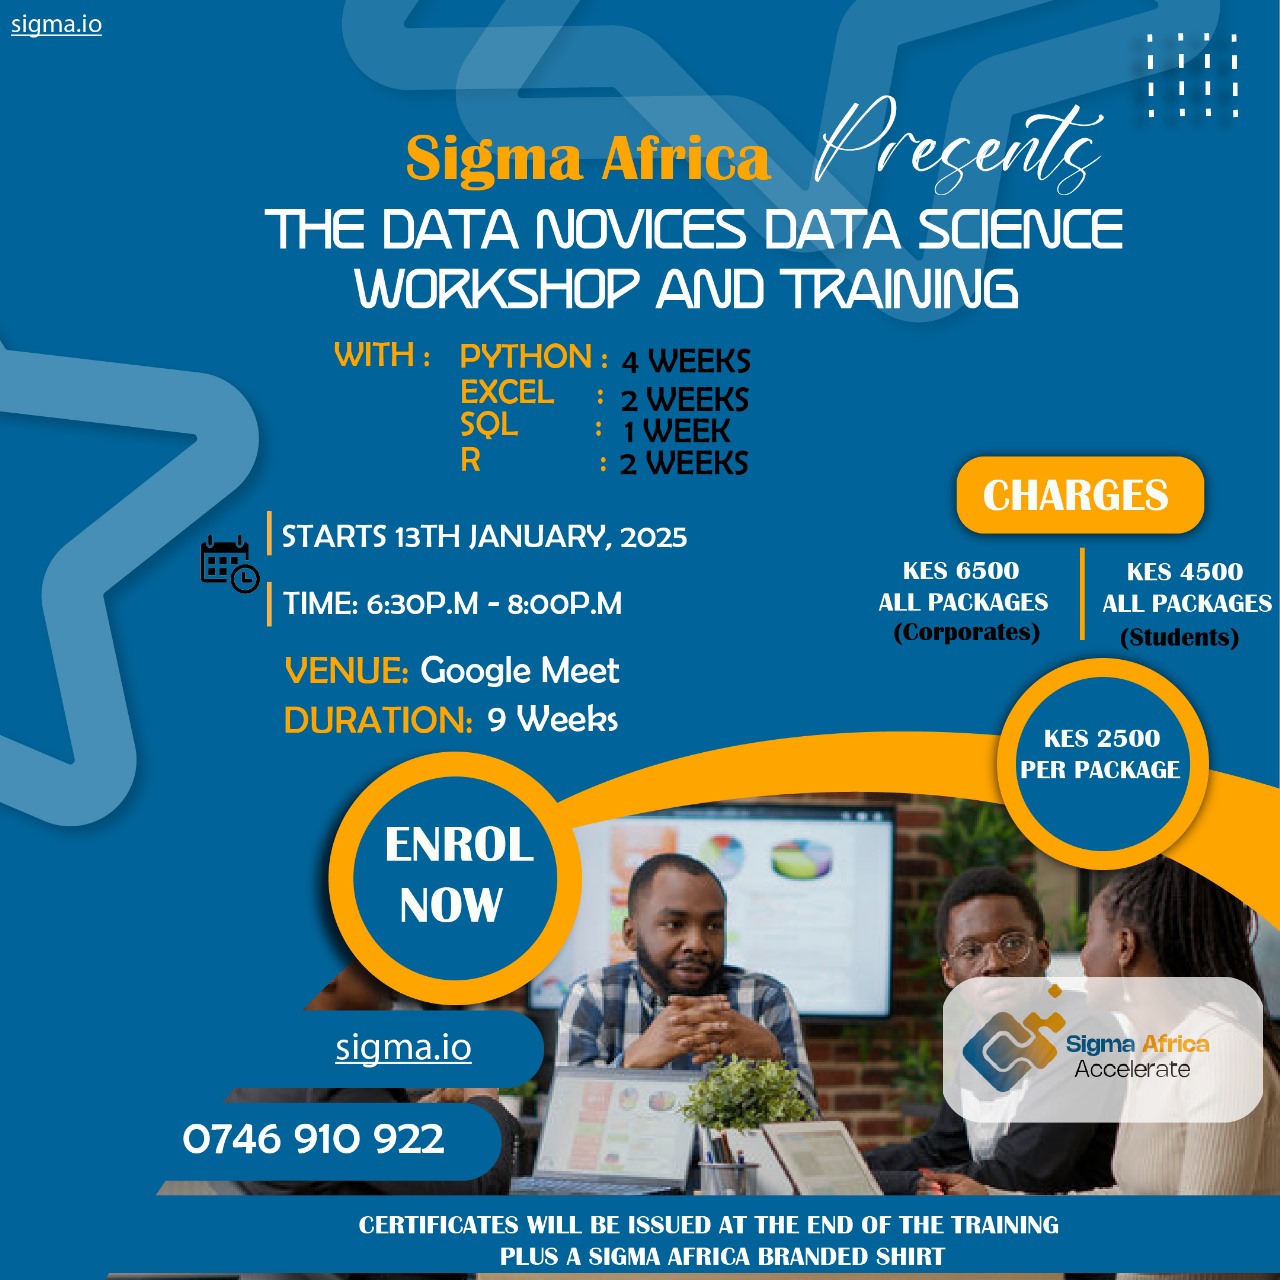 sigma.io
Sigma Africa Presents
THE DATA NOVICES DATA SCIENCE
WORKSHOP AND TRAINING
WITH : PYTHON : 4 WEEKS
EXCEL : 2 WEEKS
SQL : 1 WEEK
R : 2 WEEKS
STARTS 13TH JANUARY, 2025
TIME: 6:30P.M - 8:00P.M
VENUE: Google Meet
DURATION: 9 Weeks
CHARGES
KES 6500
ALL PACKAGES
(Corporates)
KES 4500
ALL PACKAGES
(Students)
KES 2500
PER PACKAGE
ENROL
NOW
sigma.io
0746 910 922
Sigma Africa
Accelerate
CERTIFICATES WILL BE ISSUED AT THE END OF THE TRAINING
PLUS A SIGMA AFRICA BRANDED SHIRT